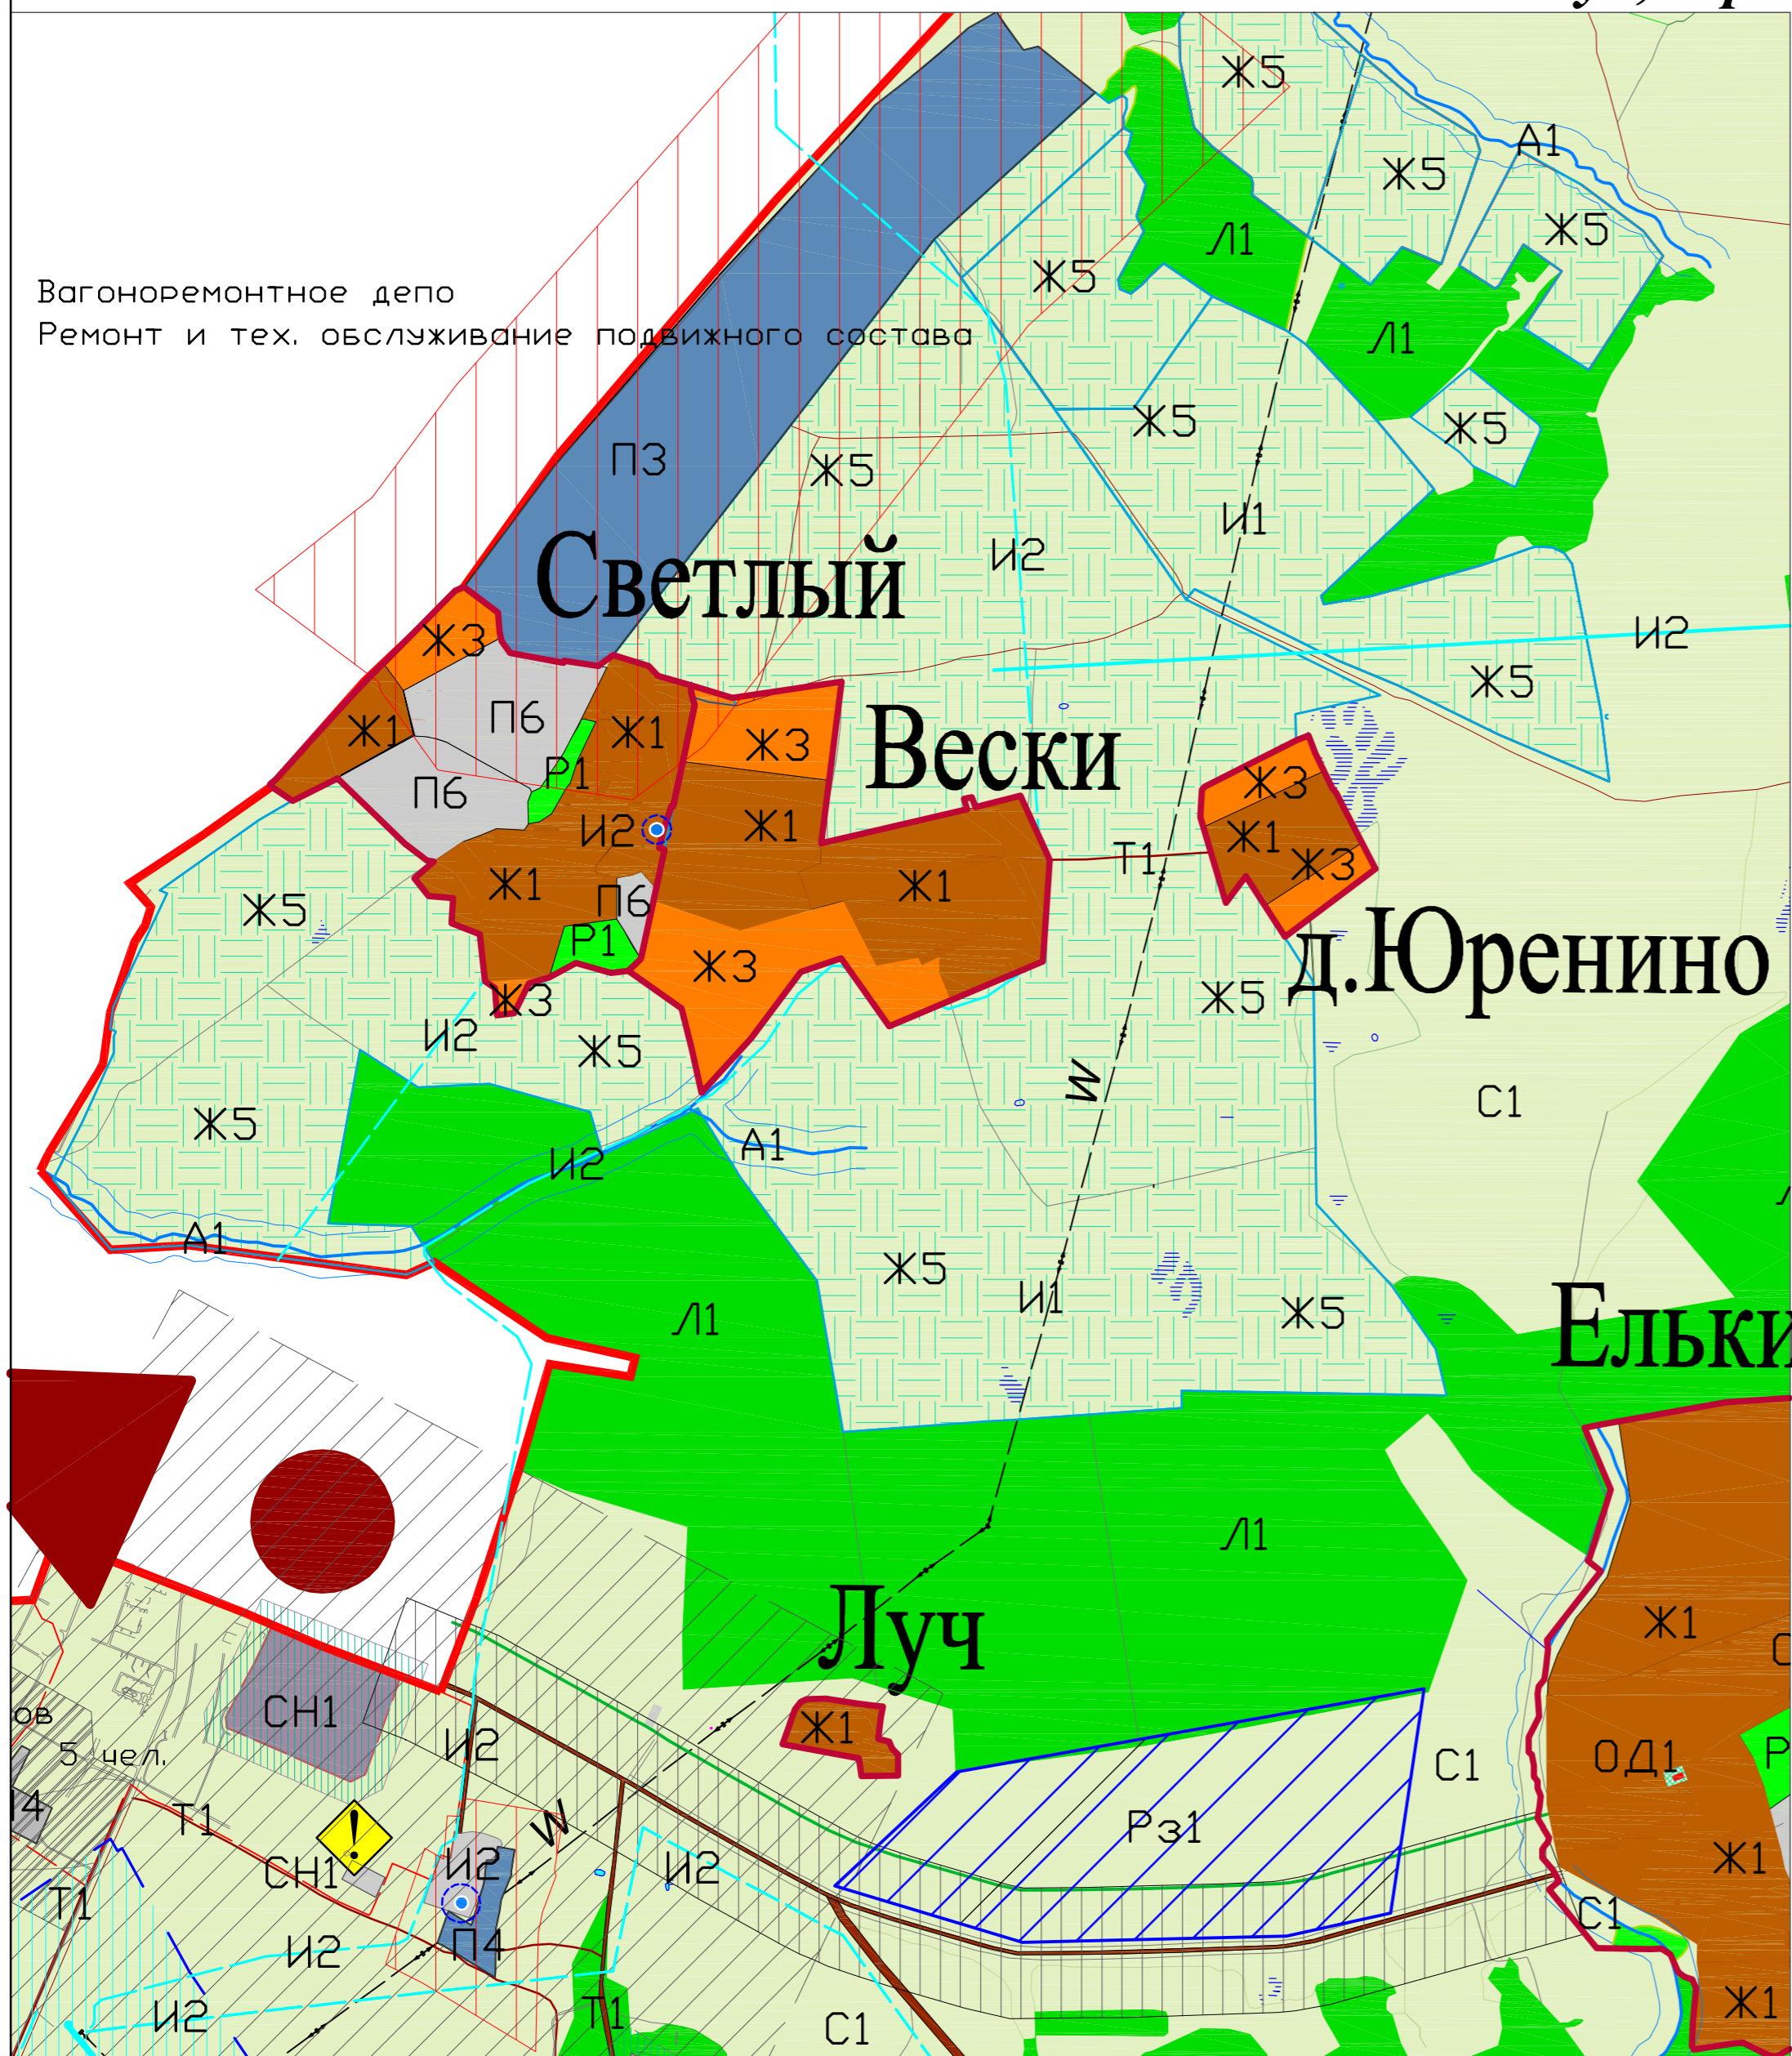 Ж5
А1
Ж5
Ж5
Л1
Ж5
Вагоноремонтное депо
Ремонт и тех. обслуживание подвижного состава
Л1
Ж5
Ж5
П3
Ж5
И1
И2
Светлый
Ж3
И2
Ж5
П6
Ж1
Ж1
Ж3
Вески
Р1
Ж3
П6
И2
Ж1
Ж1
Т1
Ж3
Ж1
Ж1
П6
Ж5
Р1
д.Юренино
Ж3
Ж3
Ж5
И2
Ж5
W
С1
Ж5
А1
И2
А1
Ж5
И1
Ж5
Л1
Ельки
Л1
Луч
Ж1
СН1
ов
Ж1
И2
5 чел.
ОД1
С1
Т1
Рз1
W
И2
СН1
И2
Ж1
Т1
С1
П4
И2
И2
Т1
С1
Ж1